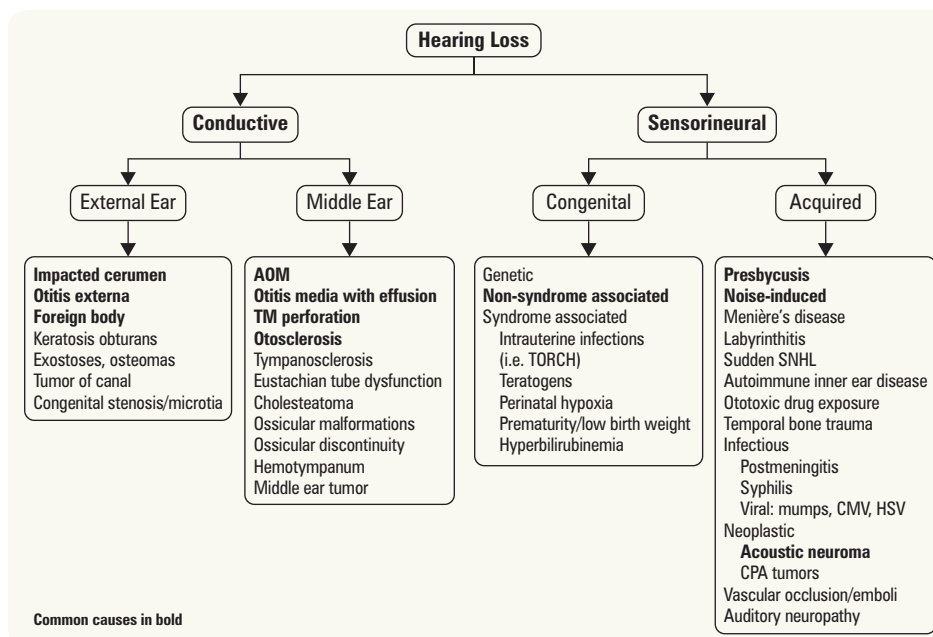 Hearing Loss
Conductive
Sensorineural
External Ear
Middle Ear
Congenital
Acquired
Impacted cerumen
Otitis externa
Foreign body
Keratosis obturans
Exostoses, osteomas
Tumor of canal
Congenital stenosis/microtia
AOM
Otitis media with effusion
TM perforation
Otosclerosis
Tympanosclerosis
Eustachian tube dysfunction
Cholesteatoma
Ossicular malformations
Ossicular discontinuity
Hemotympanum
Middle ear tumor
Genetic
Non-syndrome associated
Syndrome associated
Intrauterine infections
(i.e. TORCH)
Teratogens
Perinatal hypoxia
Prematurity/low birth weight
Hyperbilirubinemia
Presbycusis
Noise-induced
Menière's disease
Labyrinthitis
Sudden SNHL
Autoimmune inner ear disease
Ototoxic drug exposure
Temporal bone trauma
Infectious
Postmeningitis
Syphilis
Viral: mumps, CMV, HSV
Neoplastic
Acoustic neuroma
CPA tumors
Vascular occlusion/emboli
Auditory neuropathy
Common causes in bold